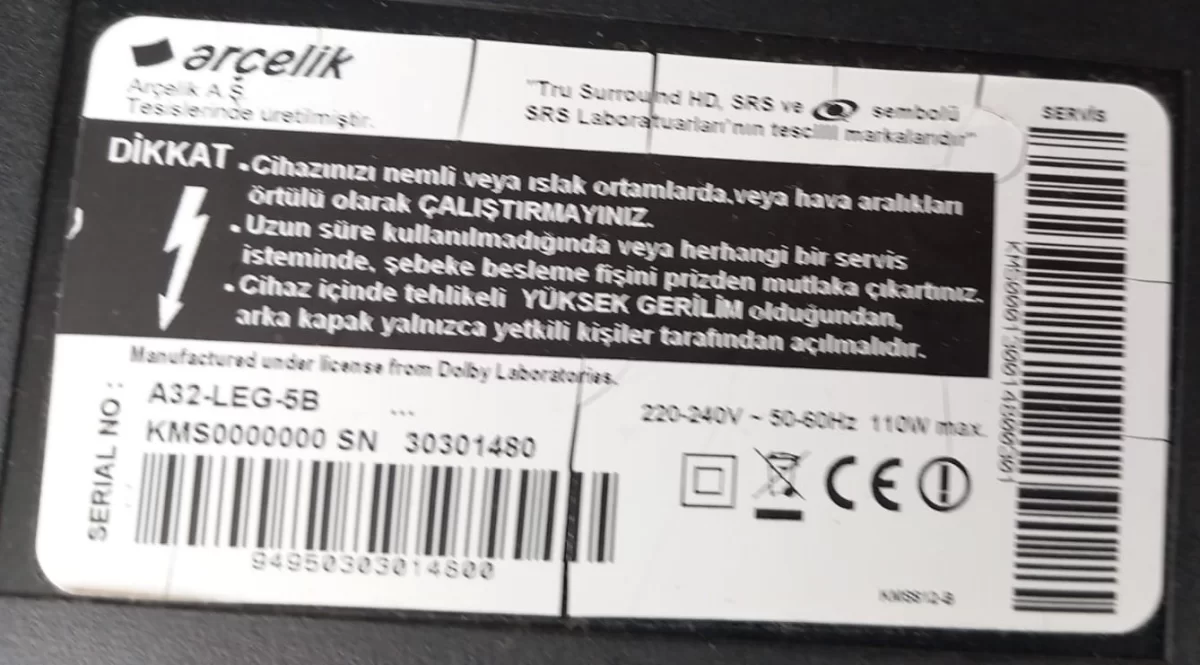 arçelik
Arçelik A.Ş.
Tesislerinde üretilmiştir.
"Tru Surround HD, SRS ve sembolü
SRS Laboratuarları'nın tescilli markalarıdır"
SERVİS
DİKKAT
•Cihazınızı nemli veya ıslak ortamlarda,veya hava aralıkları
örtülü olarak ÇALIŞTIRMAYINIZ.
•Uzun süre kullanılmadığında veya herhangi bir servis
isteminde, şebeke besleme fişini prizden mutlaka çıkartınız.
•Cihaz içinde tehlikeli YÜKSEK GERİLİM olduğundan,
arka kapak yalnızca yetkili kişiler tarafından açılmalıdır.
Manufactured under license from Dolby Laboratories.
A32-LEG-5B
...
KMS0000000 SN 30301480
SERIAL NO :
94950303014800
220-240V ~ 50-60Hz 110W max.
CE